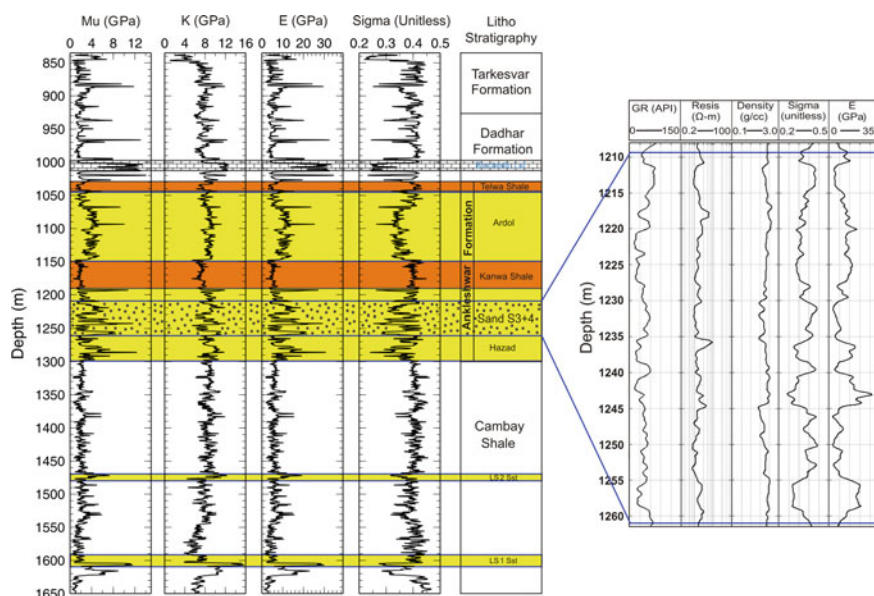 Mu (GPa) K (GPa) E (GPa) Sigma (Unitless) Litho
Stratigraphy
0 4 8 12 0 4 8 12 16 0 10 20 30 0.2 0.3 0.4 0.5
Depth (m)
850
900
950
1000
1050
1100
1150
1200
1250
1300
1350
1400
1450
1500
1550
1600
1650
Tarkesvar
Formation
Dadhar
Formation
Telwa Shale
Ardol
Kanwa Shale
Sand S3+4
Hazad
Ankleshwar Formation
Cambay
Shale
LS2 Sst
LS1 Sst
GR (API) Resis Density Sigma E
(Ω-m) (g/cc) (unitless) (GPa)
0 150 0.2 100 0.1 3.0 0.2 0.5 0 35
Depth (m)
1210
1215
1220
1225
1230
1235
1240
1245
1250
1255
1260